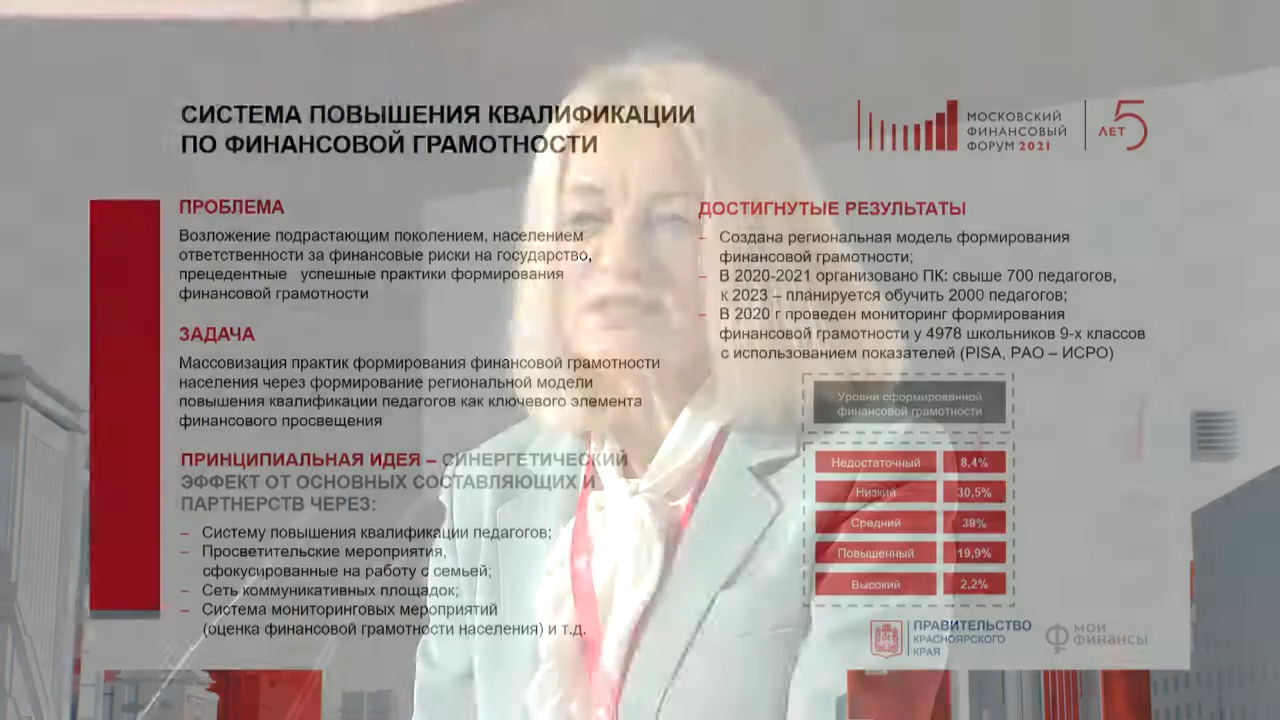 СИСТЕМА ПОВЫШЕНИЯ КВАЛИФИКАЦИИ
ПО ФИНАНСОВОЙ ГРАМОТНОСТИ
МОСКОВСКИЙ
ФИНАНСОВЫЙ
ФОРУМ 2021
5 ЛЕТ
ПРОБЛЕМА
Возложение подрастающим поколением, населением
ответственности за финансовые риски на государство,
прецедентные успешные практики формирования
финансовой грамотности
ЗАДАЧА
Массовизация практик формирования финансовой грамотности
населения через формирование региональной модели
повышения квалификации педагогов как ключевого элемента
финансового просвещения
ПРИНЦИПИАЛЬНАЯ ИДЕЯ – СИНЕРГЕТИЧЕСКИЙ
ЭФФЕКТ ОТ ОСНОВНЫХ СОСТАВЛЯЮЩИХ И
ПАРТНЕРСТВ ЧЕРЕЗ:
– Систему повышения квалификации педагогов;
– Просветительские мероприятия,
сфокусированные на работу с семьей;
– Сеть коммуникативных площадок;
– Система мониторинговых мероприятий
(оценка финансовой грамотности населения) и т.д.
ДОСТИГНУТЫЕ РЕЗУЛЬТАТЫ
– Создана региональная модель формирования
финансовой грамотности;
– В 2020-2021 организовано ПК: свыше 700 педагогов,
к 2023 – планируется обучить 2000 педагогов;
– В 2020 г проведен мониторинг формирования
финансовой грамотности у 4978 школьников 9-х классов
с использованием показателей (PISA, РАО – ИСРО)
Уровни сформированной
финансовой грамотности
Недостаточный 8,4%
Низкий 30,5%
Средний 39%
Повышенный 19,9%
Высокий 2,2%
ПРАВИТЕЛЬСТВО
КРАСНОЯРСКОГО
КРАЯ
МОИ
ФИНАНСЫ